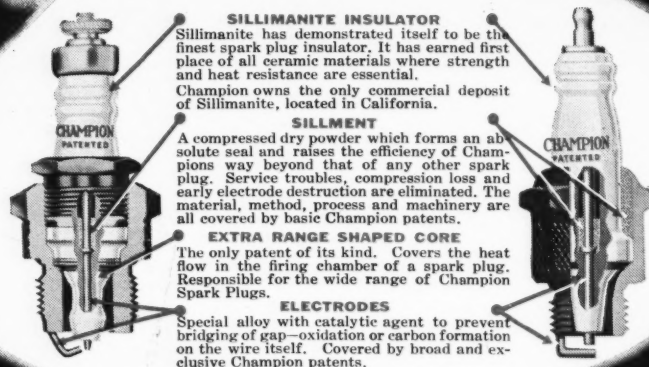 SILLIMANITE INSULATOR
Sillimanite has demonstrated itself to be the
finest spark plug insulator. It has earned first
place of all ceramic materials where strength
and heat resistance are essential.
Champion owns the only commercial deposit
of Sillimanite, located in California.
SILLMENT
A compressed dry powder which forms an ab-
solute seal and raises the efficiency of Cham-
pions way beyond that of any other spark
plug. Service troubles, compression loss and
early electrode destruction are eliminated. The
material, method, process and machinery are
all covered by basic Champion patents.
EXTRA RANGE SHAPED CORE
The only patent of its kind. Covers the heat
flow in the firing chamber of a spark plug.
Responsible for the wide range of Champion
Spark Plugs.
ELECTRODES
Special alloy with catalytic agent to prevent
bridging of gap—oxidation or carbon formation
on the wire itself. Covered by broad and ex-
clusive Champion patents.
CHAMPION
PATENTED
CHAMPION
PATENTED